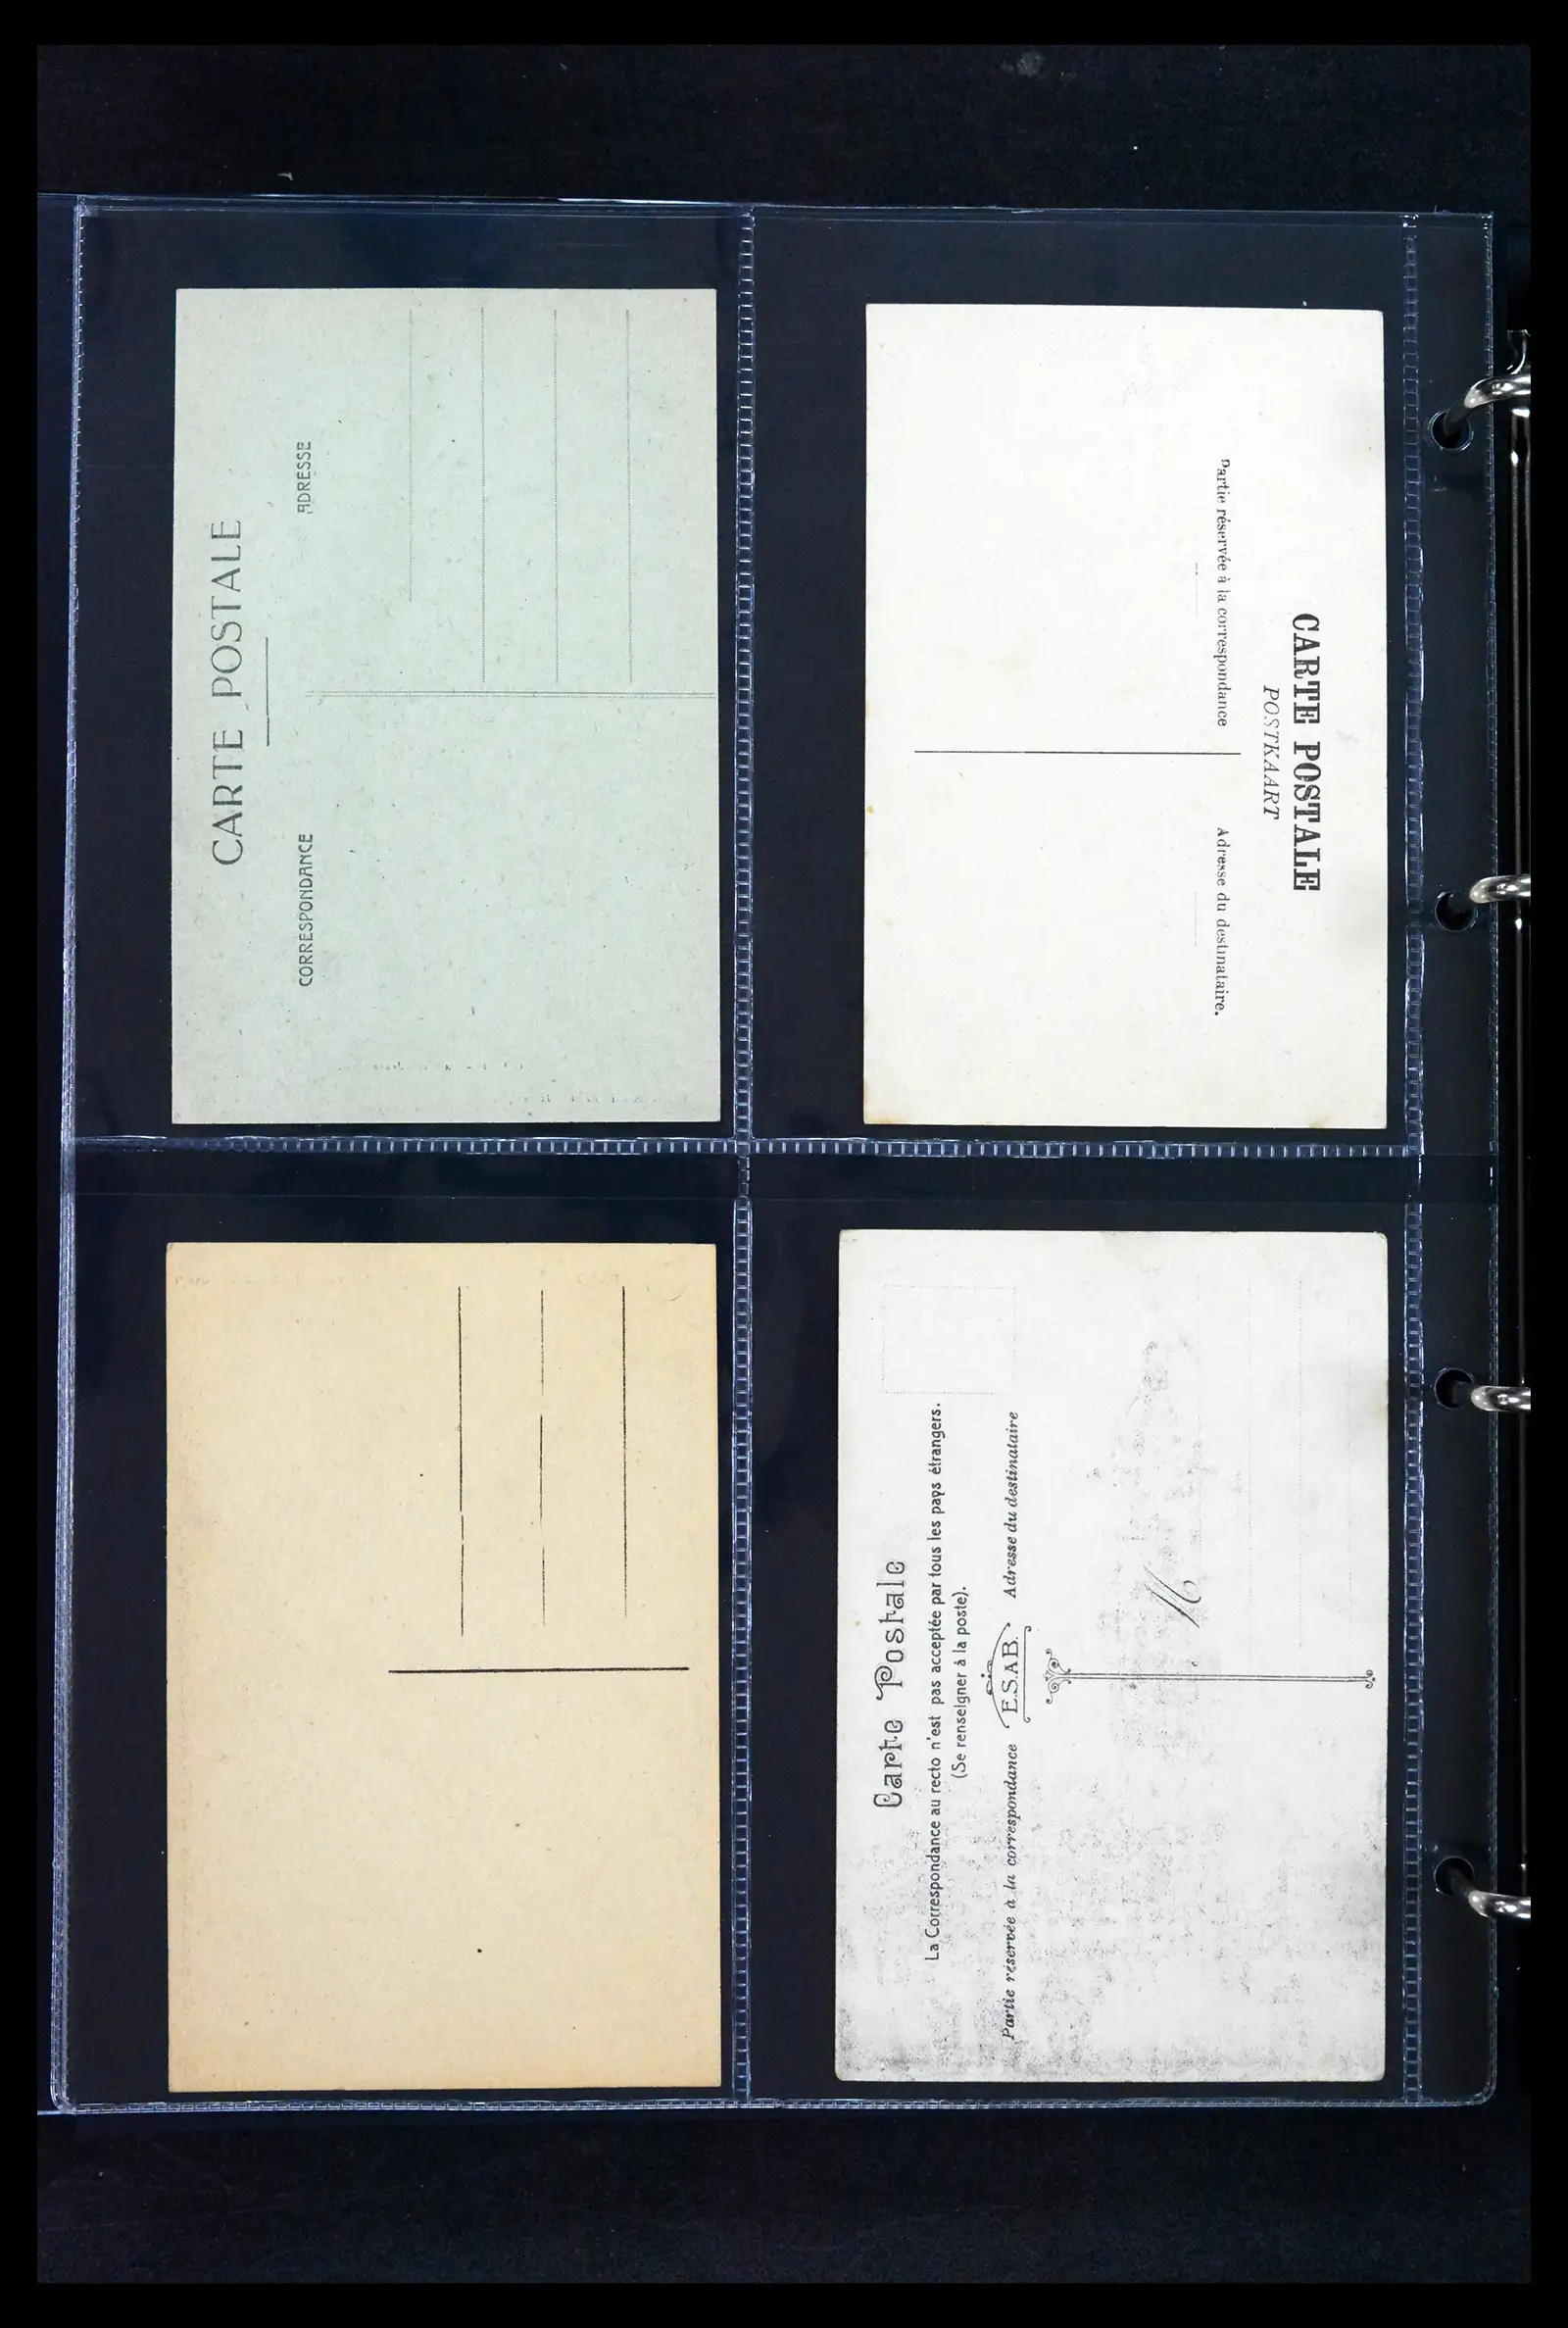 CARTE POSTALE
CORRESPONDANCE
ADRESSE
CARTE POSTALE
POSTKAART
Partie réservée à la correspondance
Adresse du destinataire.
Carte Postale
La Correspondance au recto n'est pas acceptée par tous les pays étrangers.
(Se renseigner à la poste).
Partie réservée à la correspondance
E.S.A.B.
Adresse du destinataire
M